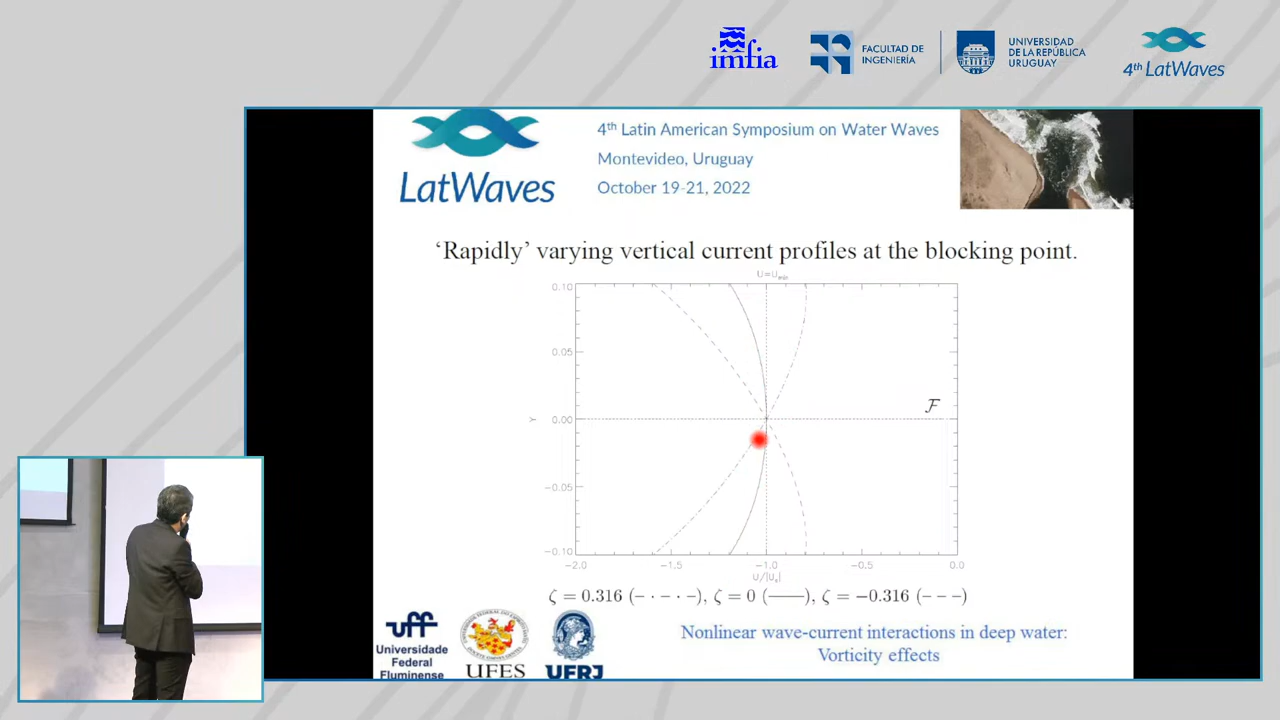 imfia
FACULTAD DE
INGENIERÍA
UNIVERSIDAD
DE LA REPÚBLICA
URUGUAY
4th LatWaves
LatWaves
4th Latin American Symposium on Water Waves
Montevideo, Uruguay
October 19-21, 2022
‘Rapidly’ varying vertical current profiles at the blocking point.
U=Umin
0.10
0.05
0.00
−0.05
−0.10
Y
ℱ
−2.0 −1.5 −1.0 −0.5 0.0
ζ = 0.316 (− · − · −), ζ = 0 (——), ζ = −0.316 (− − −)
uff
Universidade
Federal
Fluminense
UFES
UFRJ
Nonlinear wave-current interactions in deep water:
Vorticity effects